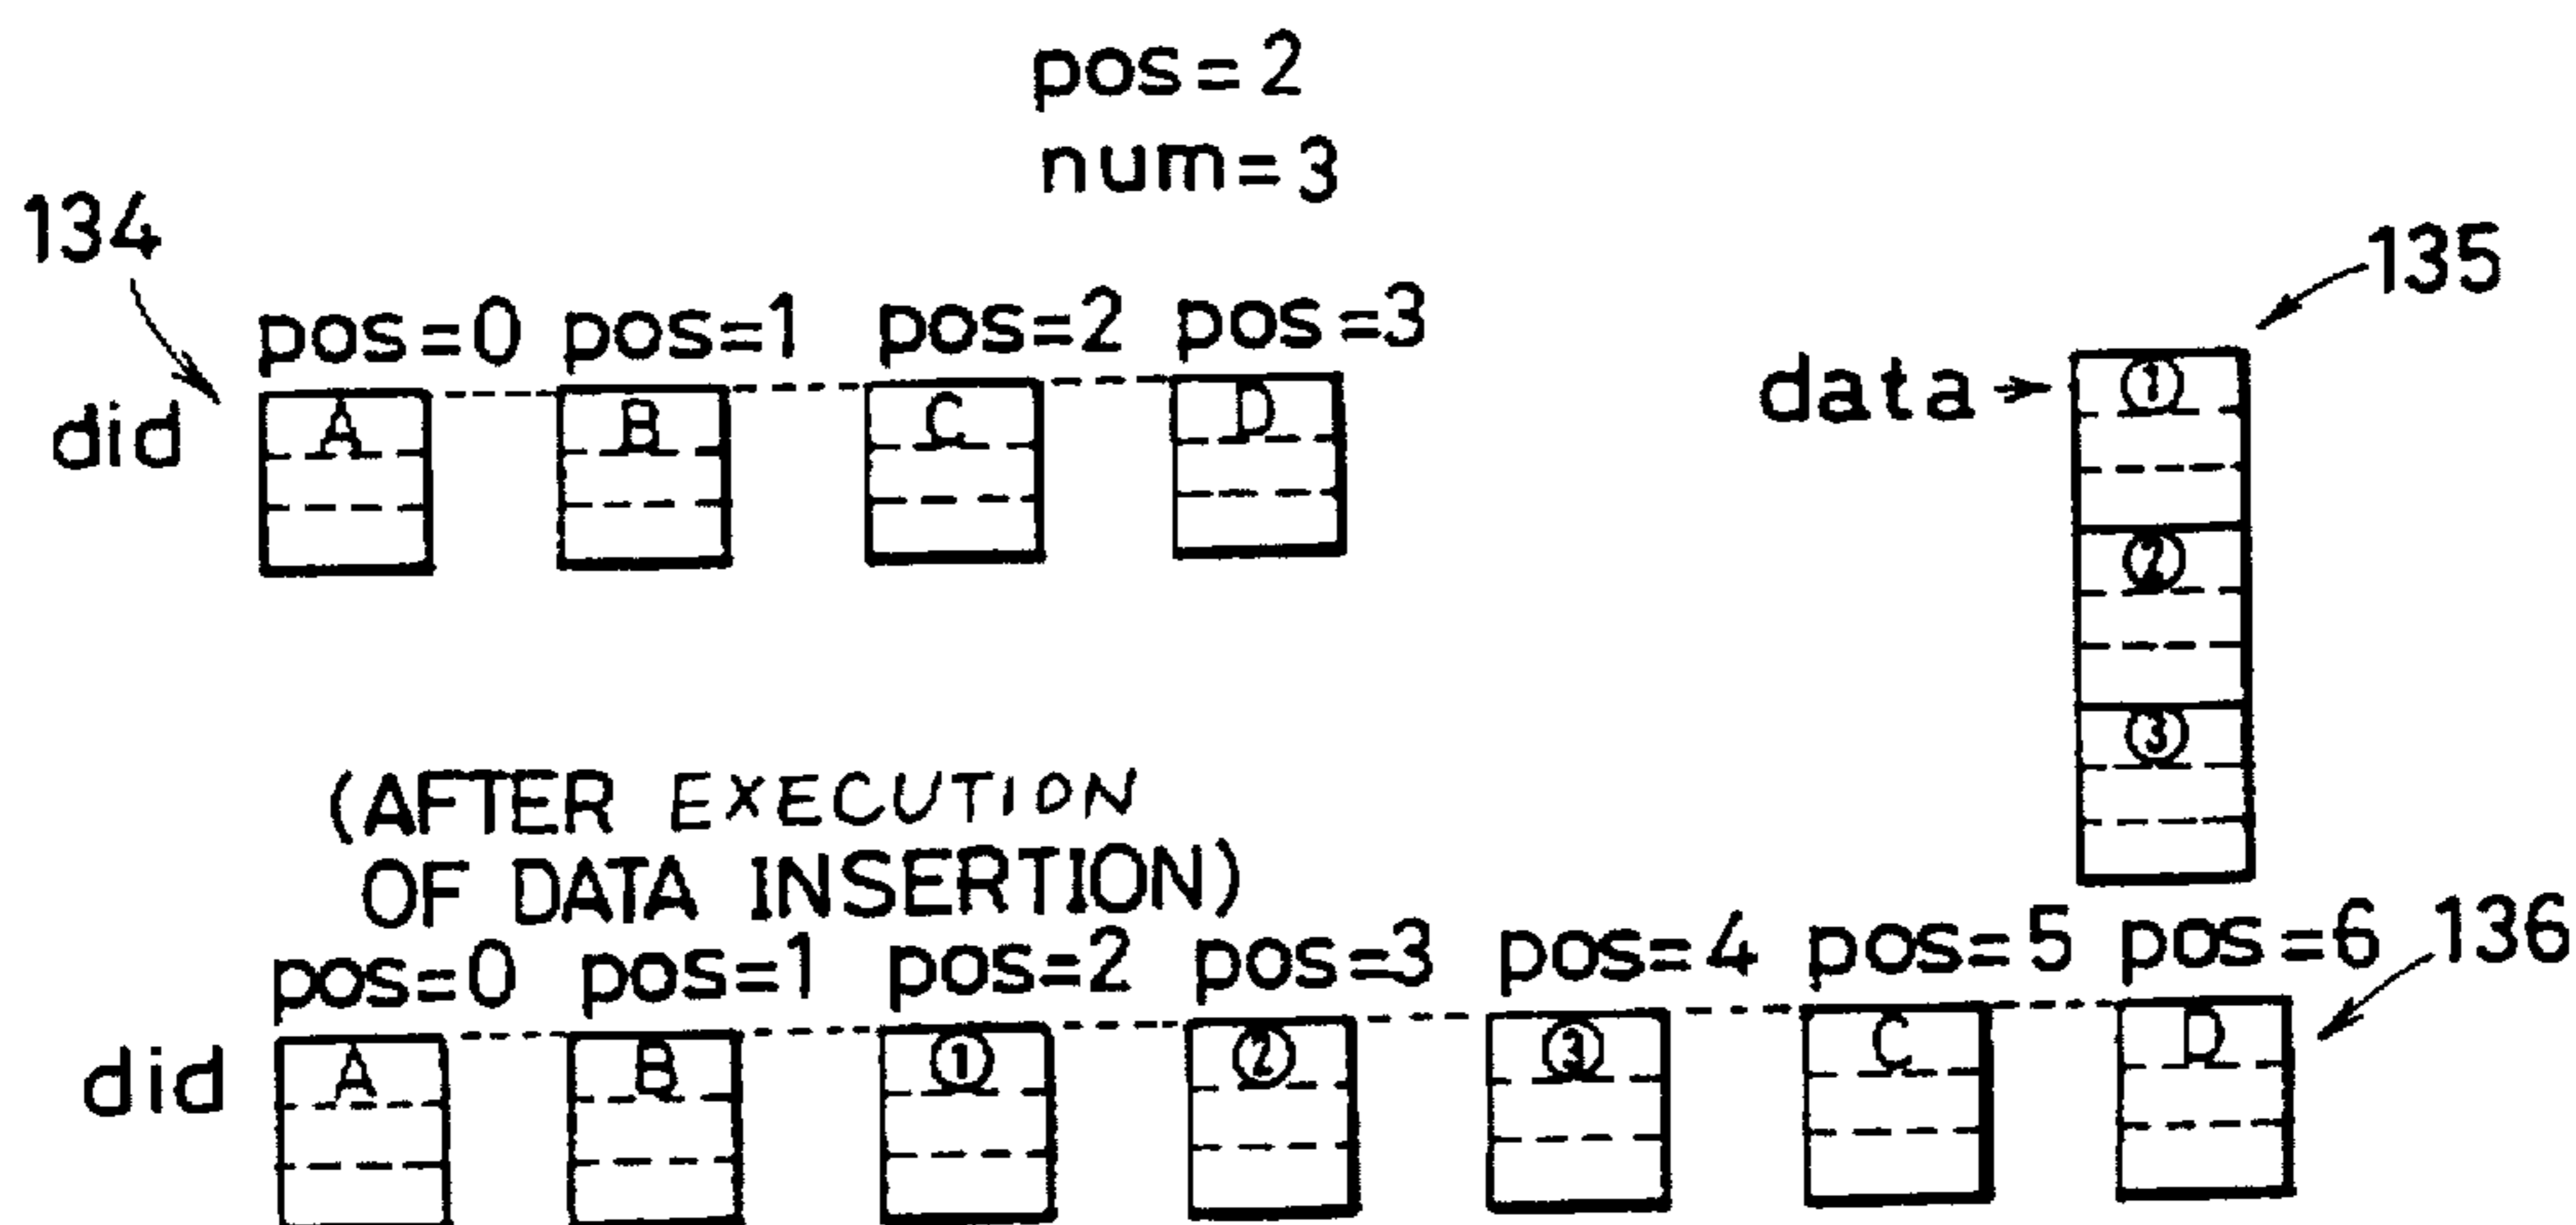 pos=2
num=3
134
135
pos=0 pos=1 pos=2 pos=3
did A B C D
data → ①
②
③
(AFTER EXECUTION
OF DATA INSERTION)
pos=0 pos=1 pos=2 pos=3 pos=4 pos=5 pos=6 136
did A B ① ② ③ C D